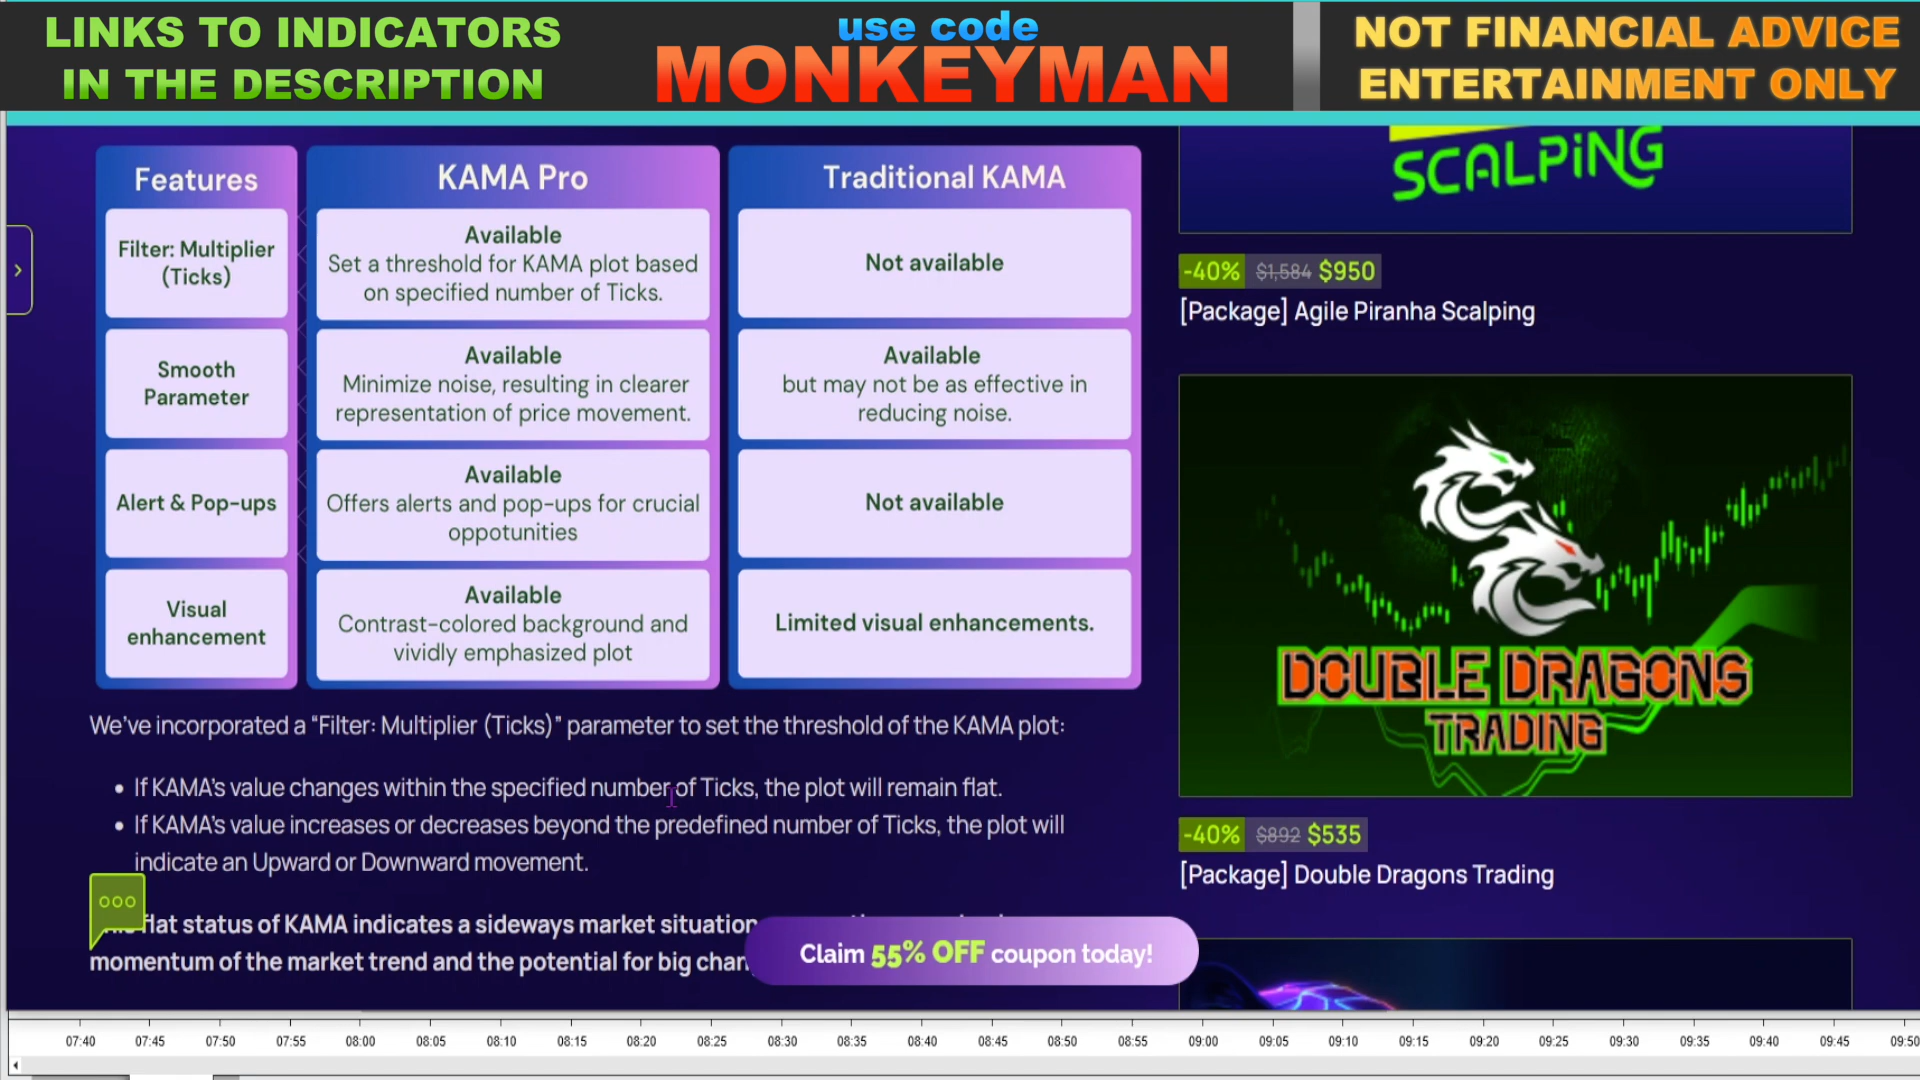 LINKS TO INDICATORS
IN THE DESCRIPTION
use code
MONKEYMAN
NOT FINANCIAL ADVICE
ENTERTAINMENT ONLY
Features
KAMA Pro
Traditional KAMA
Filter: Multiplier
(Ticks)
Available
Set a threshold for KAMA plot based
on specified number of Ticks.
Not available
Smooth
Parameter
Available
Minimize noise, resulting in clearer
representation of price movement.
Available
but may not be as effective in
reducing noise.
Alert & Pop-ups
Available
Offers alerts and pop-ups for crucial
oppotunities
Not available
Visual
enhancement
Available
Contrast-colored background and
vividly emphasized plot
Limited visual enhancements.
We've incorporated a “Filter: Multiplier (Ticks)” parameter to set the threshold of the KAMA plot:
• If KAMA's value changes within the specified number of Ticks, the plot will remain flat.
• If KAMA's value increases or decreases beyond the predefined number of Ticks, the plot will
indicate an Upward or Downward movement.
flat status of KAMA indicates a sideways market situation
momentum of the market trend and the potential for big
Claim 55% OFF coupon today!
SCALPING
-40% $1,584 $950
[Package] Agile Piranha Scalping
DOUBLE DRAGONS
TRADING
-40% $892 $535
[Package] Double Dragons Trading
07:40 07:45 07:50 07:55 08:00 08:05 08:10 08:15 08:20 08:25 08:30 08:35 08:40 08:45 08:50 08:55 09:00 09:05 09:10 09:15 09:20 09:25 09:30 09:35 09:40 09:45 09:50